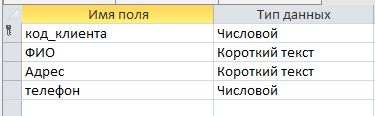 Имя поля Тип данных
код_клиента Числовой
ФИО Короткий текст
Адрес Короткий текст
телефон Числовой